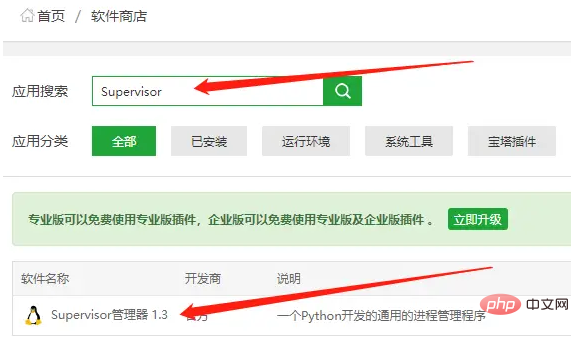 首页 / 软件商店
应用搜索 Supervisor
应用分类 全部 已安装 运行环境 系统工具 宝塔插件
专业版可以免费使用专业版插件，企业版可以免费使用专业版及企业版插件 。 立即升级
软件名称 开发商 说明
Supervisor管理器 1.3 官方 一个Python开发的通用的进程管理程序
php 中文网